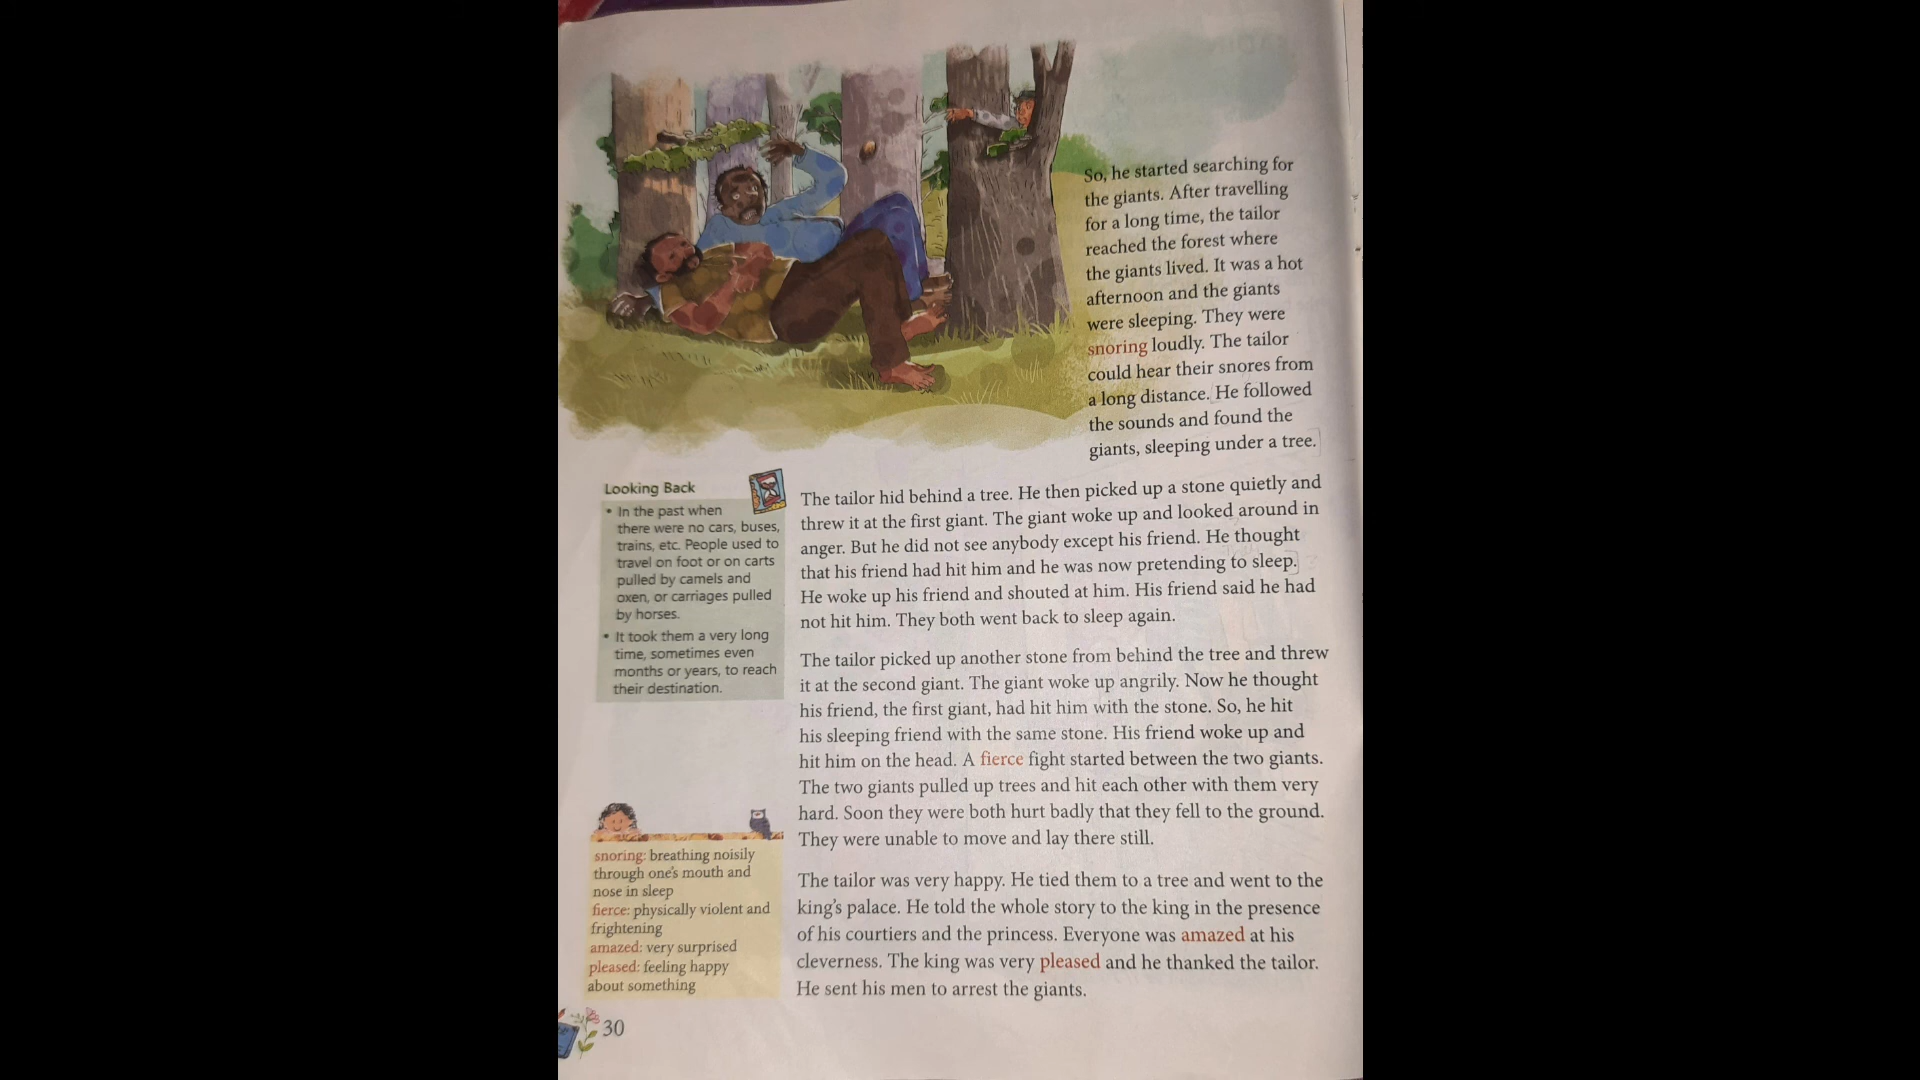 So, he started searching for
the giants. After travelling
for a long time, the tailor
reached the forest where
the giants lived. It was a hot
afternoon and the giants
were sleeping. They were
snoring loudly. The tailor
could hear their snores from
a long distance. He followed
the sounds and found the
giants, sleeping under a tree.
Looking Back
• In the past when
there were no cars, buses,
trains, etc. People used to
travel on foot or on carts
pulled by camels and
oxen, or carriages pulled
by horses.
• It took them a very long
time, sometimes even
months or years, to reach
their destination.
The tailor hid behind a tree. He then picked up a stone quietly and
threw it at the first giant. The giant woke up and looked around in
anger. But he did not see anybody except his friend. He thought
that his friend had hit him and he was now pretending to sleep.
He woke up his friend and shouted at him. His friend said he had
not hit him. They both went back to sleep again.
The tailor picked up another stone from behind the tree and threw
it at the second giant. The giant woke up angrily. Now he thought
his friend, the first giant, had hit him with the stone. So, he hit
his sleeping friend with the same stone. His friend woke up and
hit him on the head. A fierce fight started between the two giants.
The two giants pulled up trees and hit each other with them very
hard. Soon they were both hurt badly that they fell to the ground.
They were unable to move and lay there still.
The tailor was very happy. He tied them to a tree and went to the
king's palace. He told the whole story to the king in the presence
of his courtiers and the princess. Everyone was amazed at his
cleverness. The king was very pleased and he thanked the tailor.
He sent his men to arrest the giants.
snoring: breathing noisily
through one's mouth and
nose in sleep
fierce: physically violent and
frightening
amazed: very surprised
pleased: feeling happy
about something
30